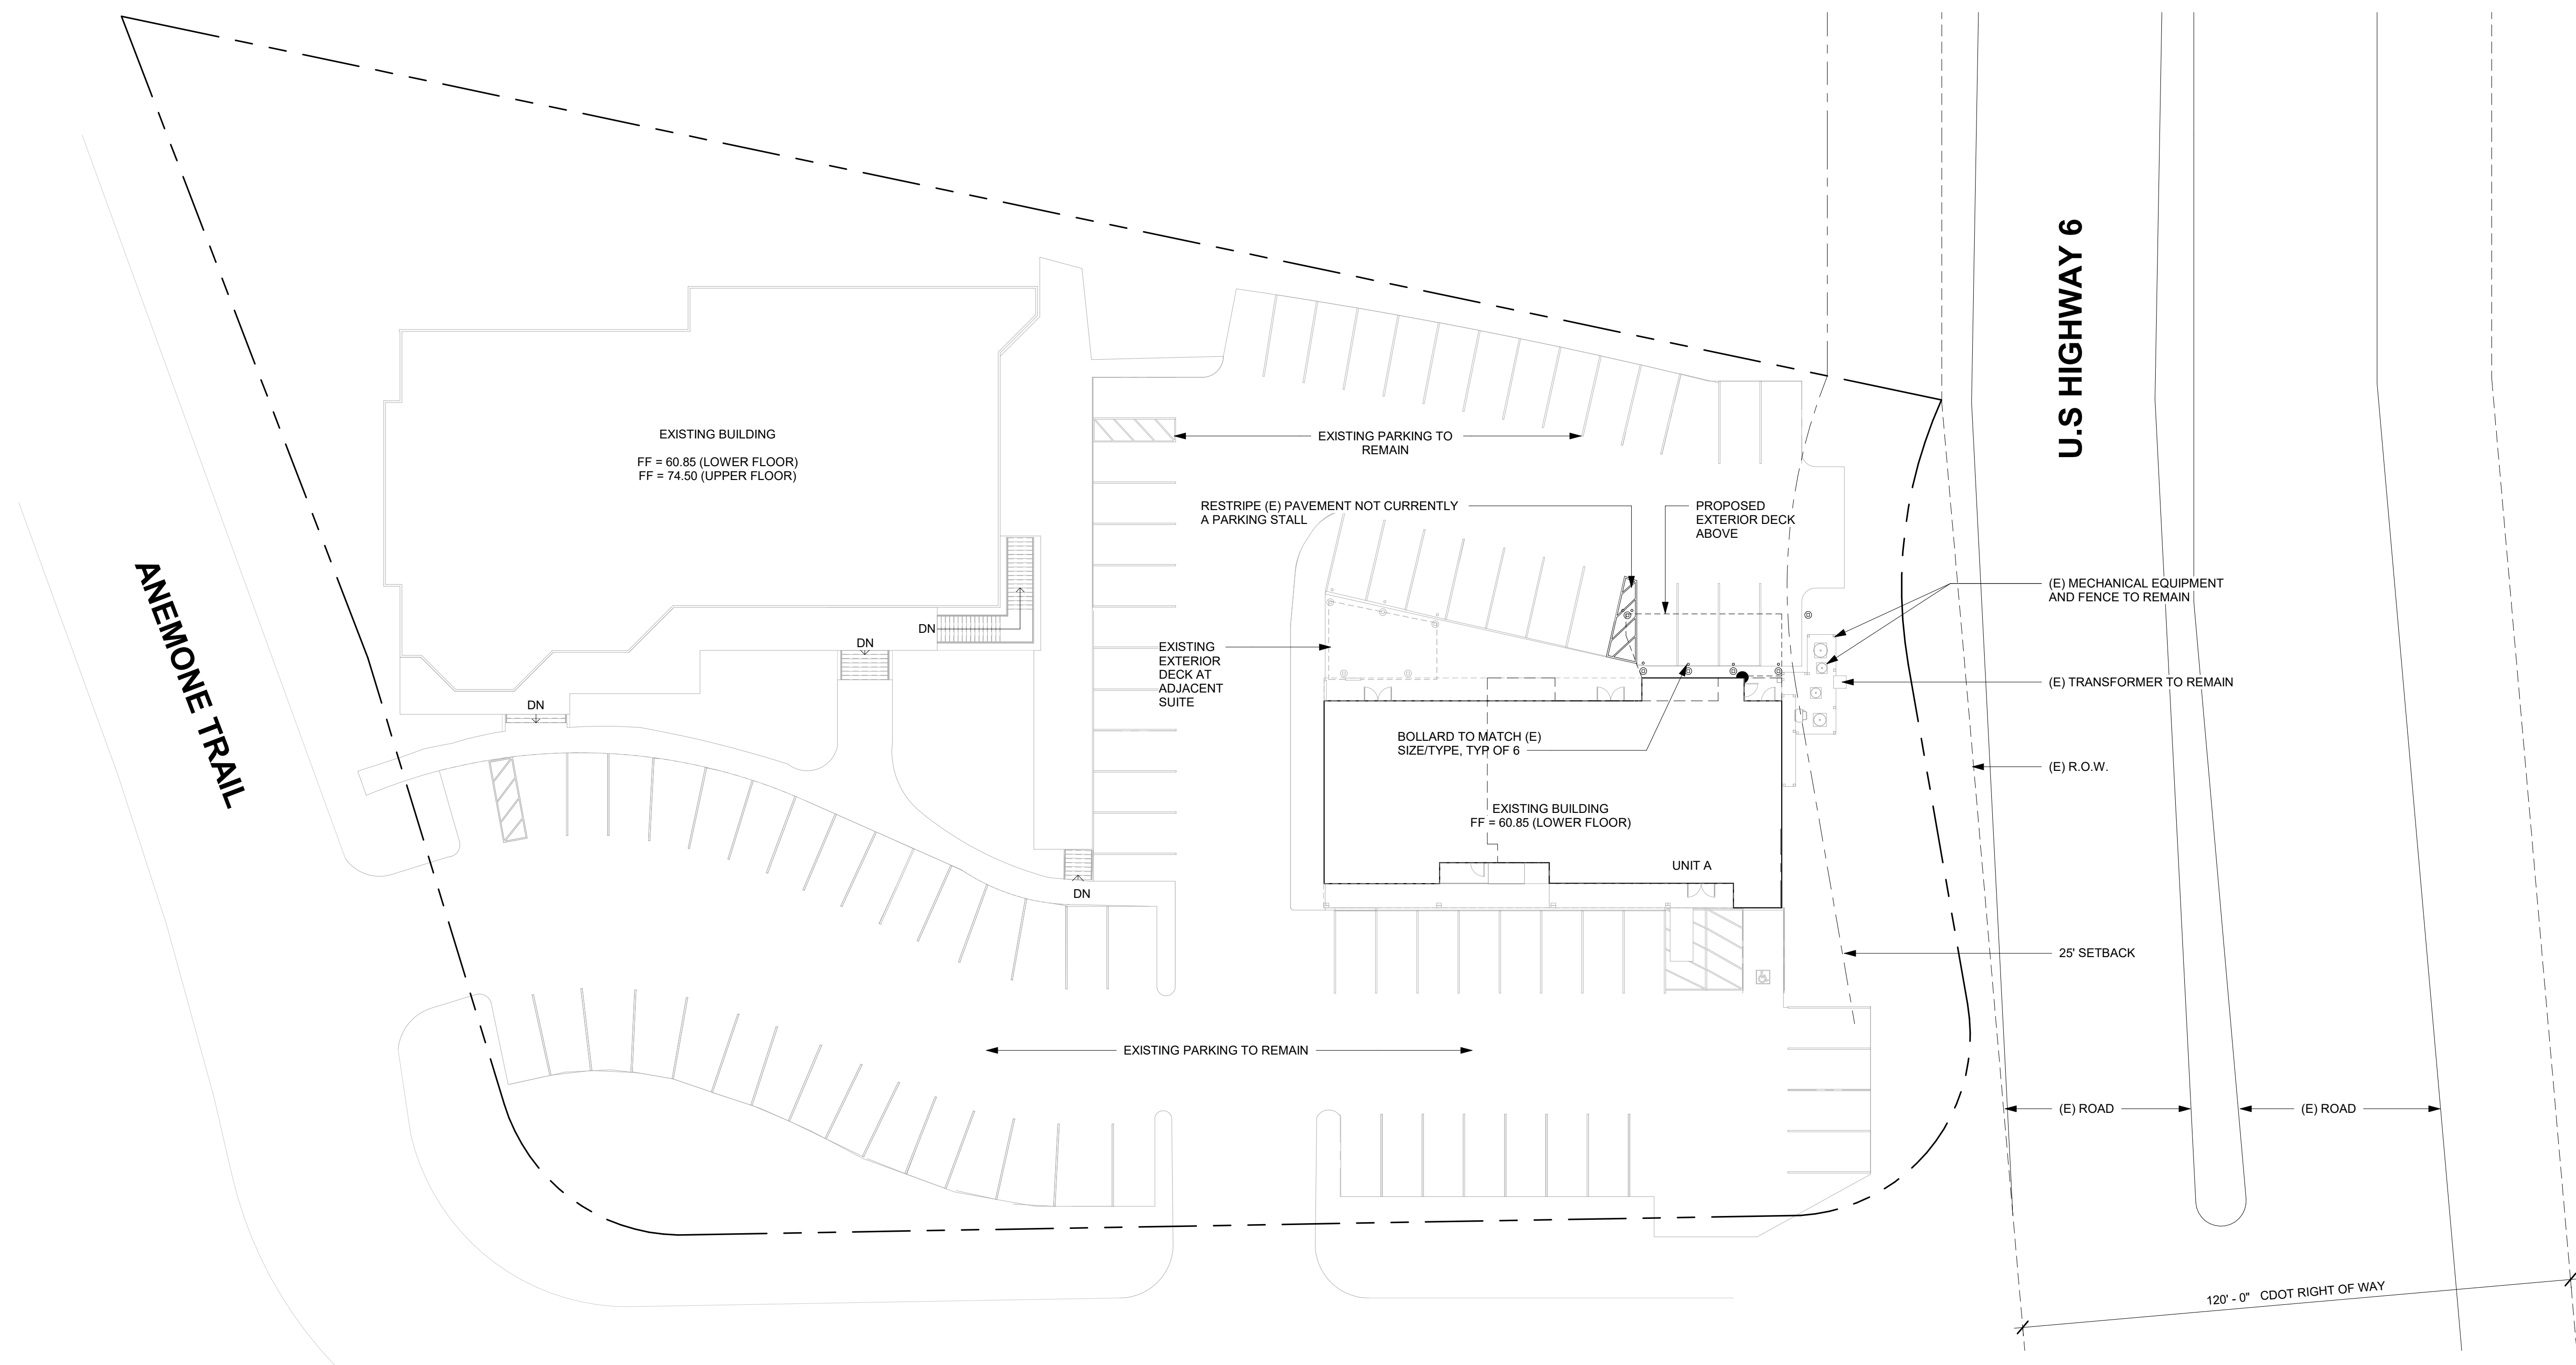 U.S HIGHWAY 6
EXISTING BUILDING
FF = 60.85 (LOWER FLOOR)
FF = 74.50 (UPPER FLOOR)
EXISTING PARKING TO
REMAIN
RESTRIPE (E) PAVEMENT NOT CURRENTLY
A PARKING STALL
PROPOSED
EXTERIOR DECK
ABOVE
ANEMONE TRAIL
(E) MECHANICAL EQUIPMENT
AND FENCE TO REMAIN
DN
DN
DN
EXISTING
EXTERIOR
DECK AT
ADJACENT
SUITE
(E) TRANSFORMER TO REMAIN
BOLLARD TO MATCH (E)
SIZE/TYPE, TYP OF 6
(E) R.O.W.
EXISTING BUILDING
FF = 60.85 (LOWER FLOOR)
UNIT A
DN
25' SETBACK
EXISTING PARKING TO REMAIN
(E) ROAD
(E) ROAD
120' - 0" CDOT RIGHT OF WAY